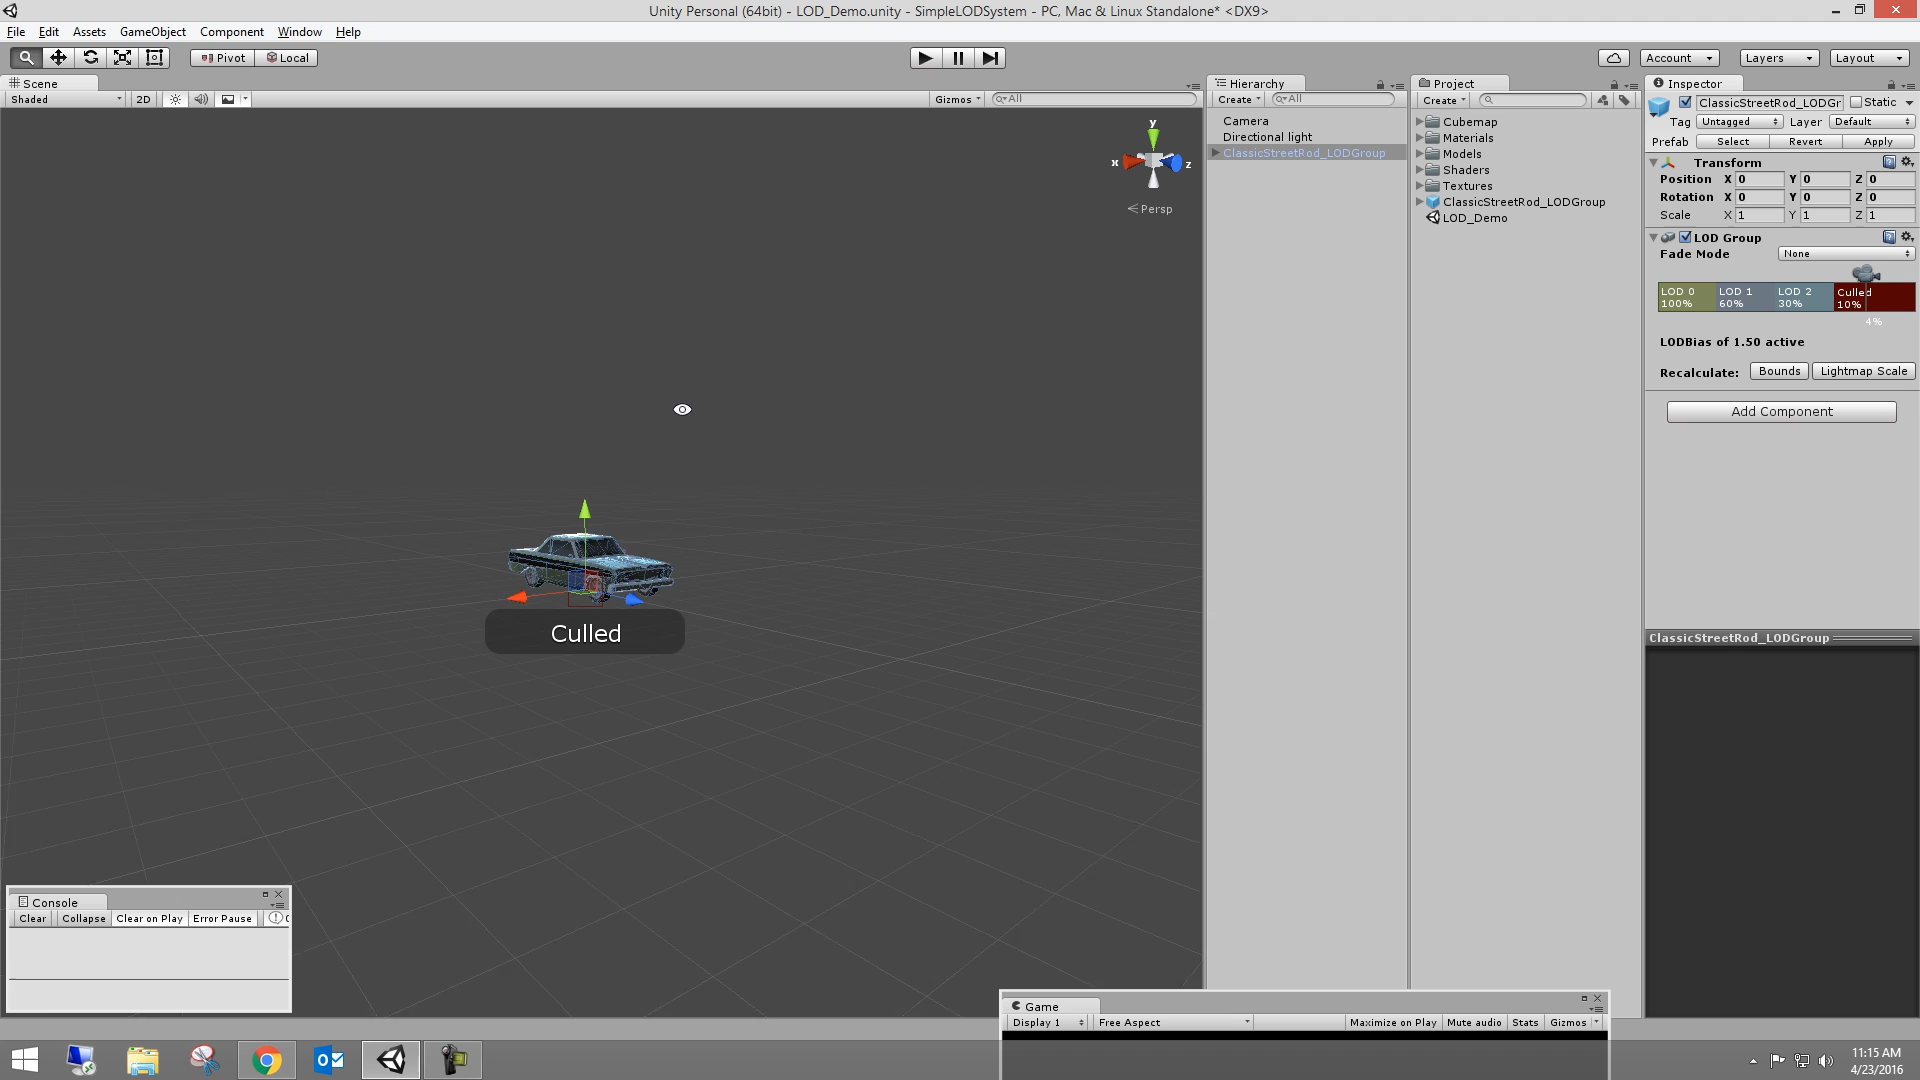 Unity Personal (64bit) - LOD_Demo.unity - SimpleLODSystem - PC, Mac & Linux Standalone* <DX9>
File Edit Assets GameObject Component Window Help
Pivot Local Account Layers Layout
Scene
Shaded 2D Gizmos All
y
x z
Persp
Culled
Hierarchy
Create All
Camera
Directional light
ClassicStreetRod_LODGroup
Project
Create
Cubemap
Materials
Models
Shaders
Textures
ClassicStreetRod_LODGroup
LOD_Demo
Inspector
ClassicStreetRod_LODGr Static
Tag Untagged Layer Default
Prefab Select Revert Apply
Transform
Position X 0 Y 0 Z 0
Rotation X 0 Y 0 Z 0
Scale X 1 Y 1 Z 1
LOD Group
Fade Mode None
LOD 0 LOD 1 LOD 2 Culled
100% 60% 30% 10%
4%
LODBias of 1.50 active
Recalculate: Bounds Lightmap Scale
Add Component
ClassicStreetRod_LODGroup
Console
Clear Collapse Clear on Play Error Pause
Game
Display 1 Free Aspect Maximize on Play Mute audio Stats Gizmos
11:15 AM
4/23/2016